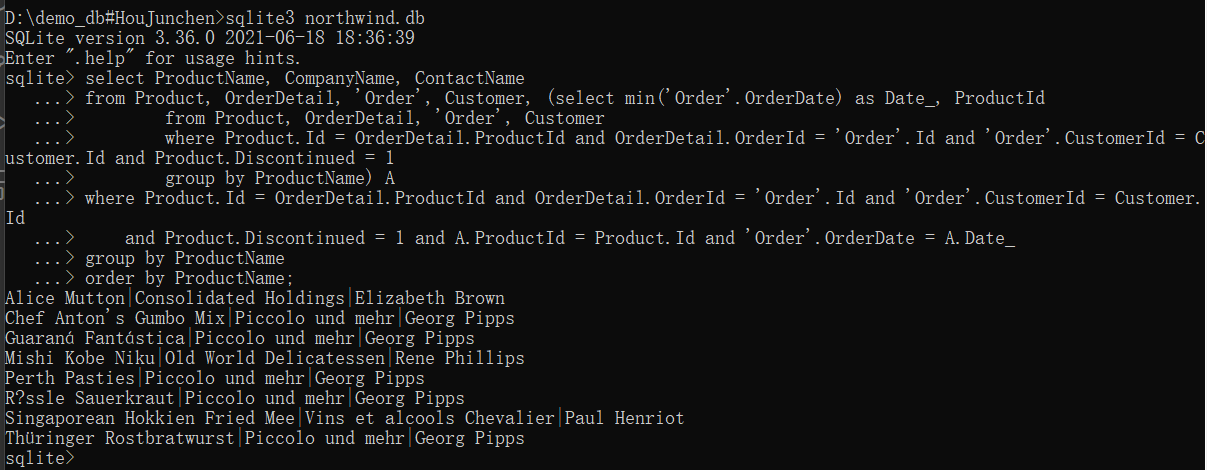 D:\demo_db#HouJunchen>sqlite3 northwind.db
SQLite version 3.36.0 2021-06-18 18:36:39
Enter ".help" for usage hints.
sqlite> select ProductName, CompanyName, ContactName
   ...> from Product, OrderDetail, 'Order', Customer, (select min('Order'.OrderDate) as Date_, ProductId
   ...>         from Product, OrderDetail, 'Order', Customer
   ...>         where Product.Id = OrderDetail.ProductId and OrderDetail.OrderId = 'Order'.Id and 'Order'.CustomerId = C
ustomer.Id and Product.Discontinued = 1
   ...>         group by ProductName) A
   ...> where Product.Id = OrderDetail.ProductId and OrderDetail.OrderId = 'Order'.Id and 'Order'.CustomerId = Customer.
Id
   ...>     and Product.Discontinued = 1 and A.ProductId = Product.Id and 'Order'.OrderDate = A.Date_
   ...> group by ProductName
   ...> order by ProductName;
Alice Mutton|Consolidated Holdings|Elizabeth Brown
Chef Anton's Gumbo Mix|Piccolo und mehr|Georg Pipps
Guaraná Fantástica|Piccolo und mehr|Georg Pipps
Mishi Kobe Niku|Old World Delicatessen|Rene Phillips
Perth Pasties|Piccolo und mehr|Georg Pipps
R?ssle Sauerkraut|Piccolo und mehr|Georg Pipps
Singaporean Hokkien Fried Mee|Vins et alcools Chevalier|Paul Henriot
Thüringer Rostbratwurst|Piccolo und mehr|Georg Pipps
sqlite>